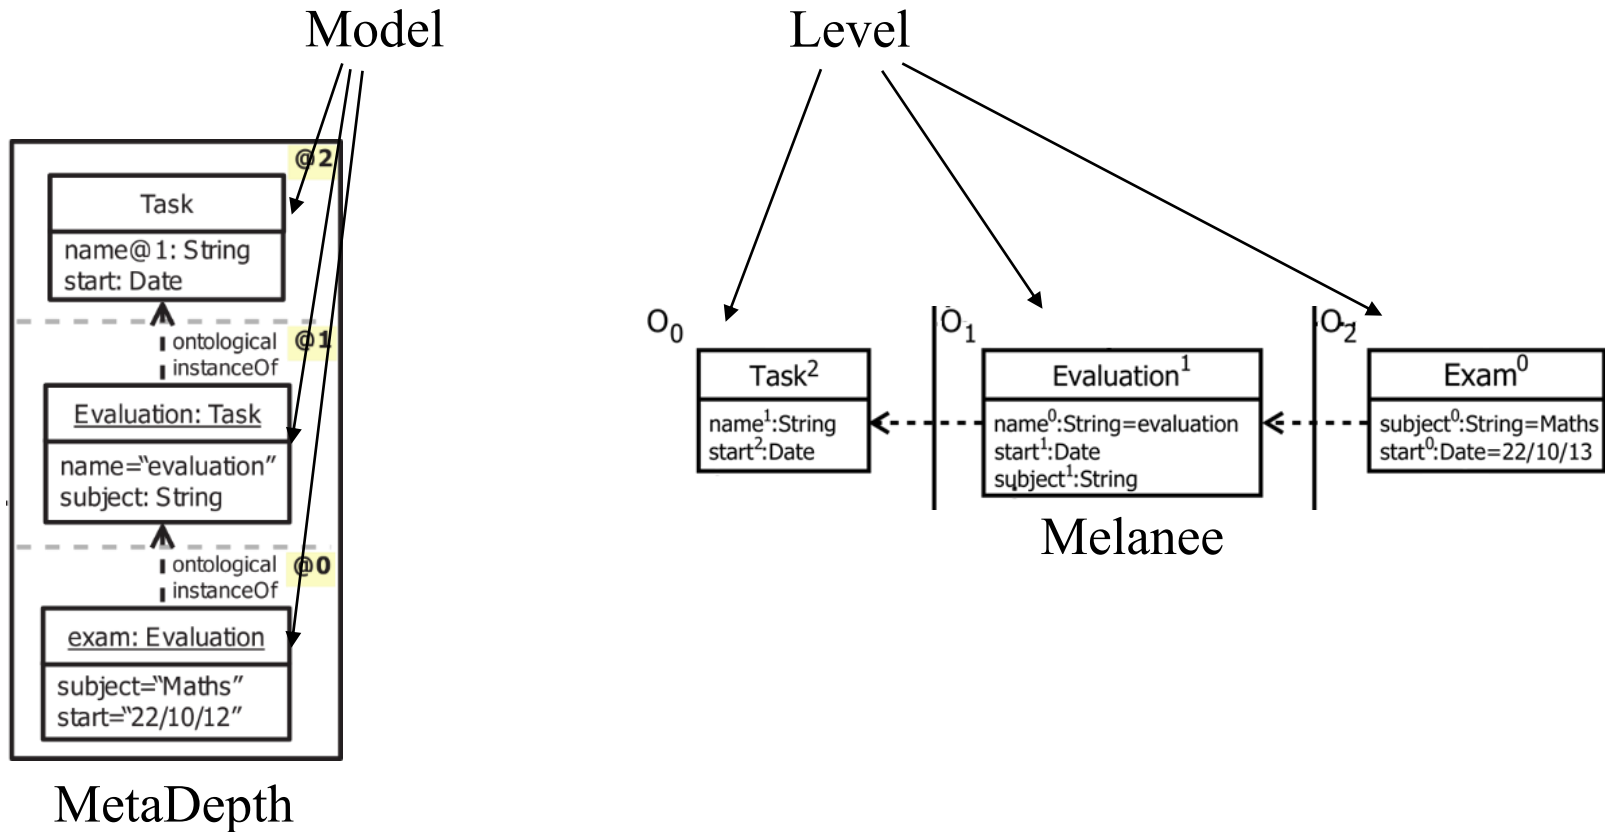 Model
Level
@2
Task
name@1: String
start: Date
@1
ontological
instanceOf
Evaluation: Task
name=“evaluation”
subject: String
@0
ontological
instanceOf
exam: Evaluation
subject=“Maths”
start=“22/10/12”
MetaDepth
O₀
Task²
name¹:String
start²:Date
O₁
Evaluation¹
name⁰:String=evaluation
start¹:Date
subject¹:String
O₂
Exam⁰
subject⁰:String=Maths
start⁰:Date=22/10/13
Melanee